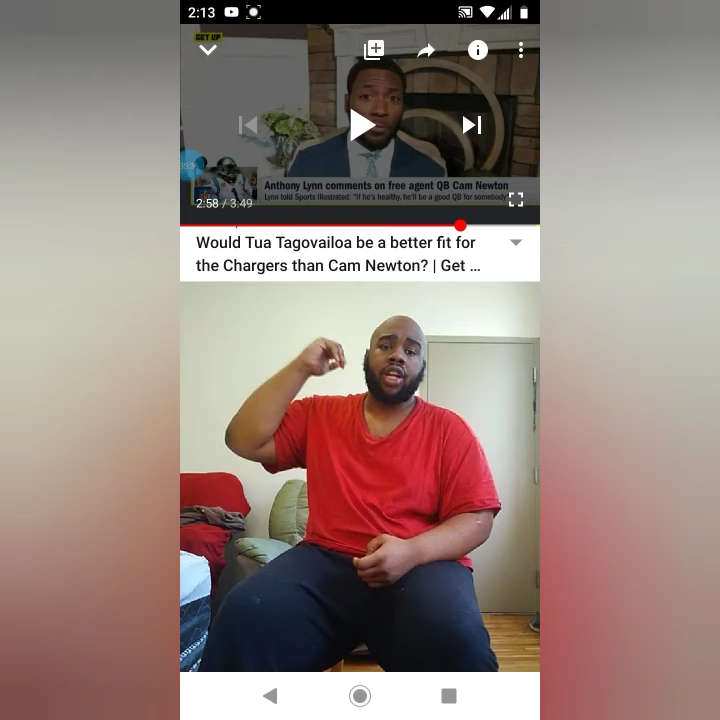 2:13
GET UP
Anthony Lynn comments on free agent QB Cam Newton
Lynn told Sports Illustrated: "if he's healthy, he'll be a good QB for somebody"
2:58 / 3:49
Would Tua Tagovailoa be a better fit for
the Chargers than Cam Newton? | Get ...